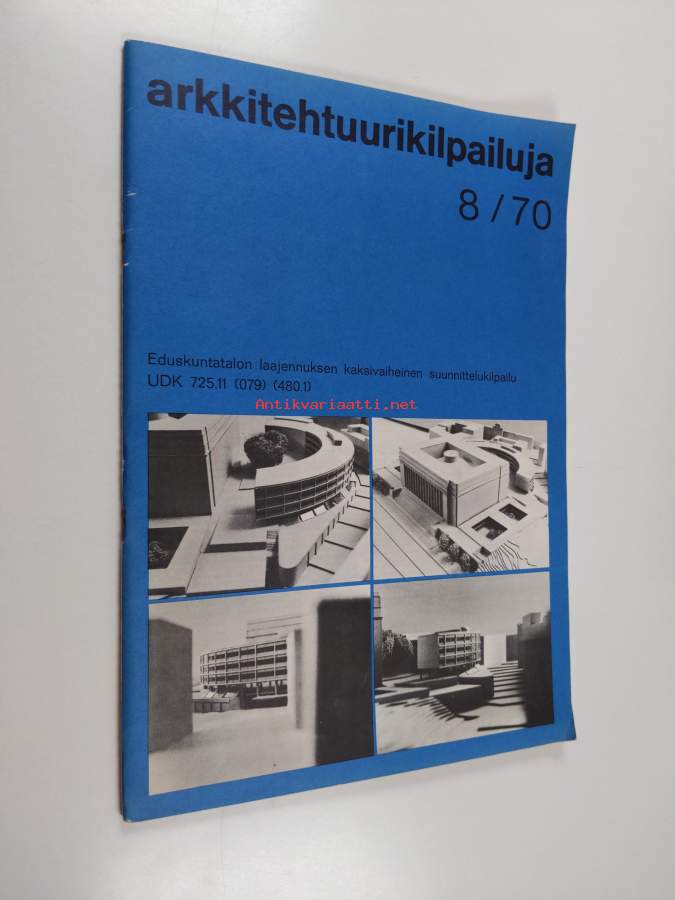 arkkitehtuurikilpailuja
8 / 70
Eduskuntatalon laajennuksen kaksivaiheinen suunnittelukilpailu
UDK 725.11 (079) (480.1)
Antikvariaatti.net